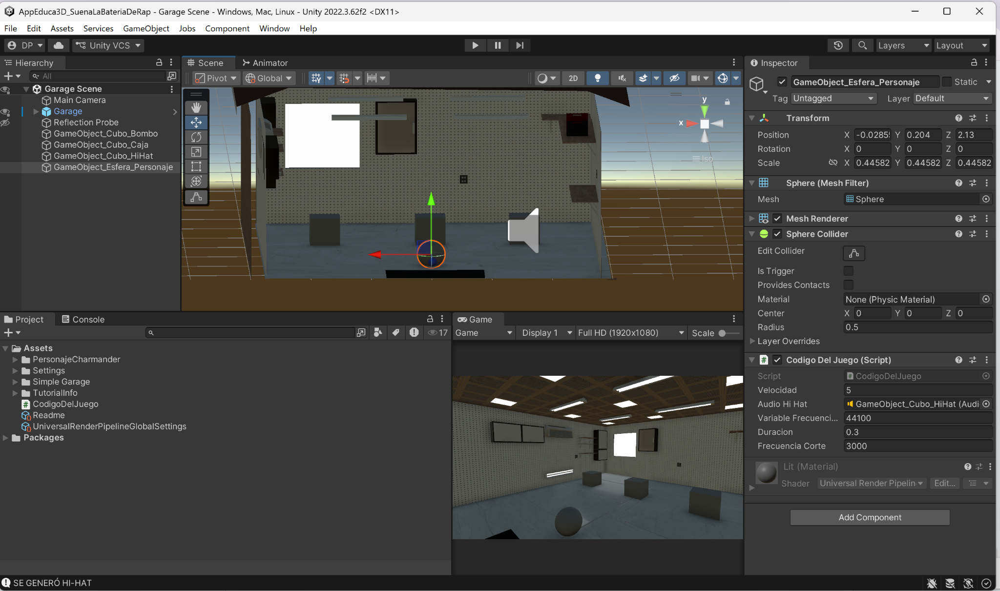 AppEduca3D_SuenaLaBateriaDeRap - Garage Scene - Windows, Mac, Linux - Unity 2022.3.62f2 <DX11>
File Edit Assets Services GameObject Jobs Component Window Help
DP Unity VCS Layers Layout
Hierarchy
All
Garage Scene
Main Camera
Garage
Reflection Probe
GameObject_Cubo_Bombo
GameObject_Cubo_Caja
GameObject_Cubo_HiHat
GameObject_Esfera_Personaje
Scene Animator
Pivot Global 2D
y
x
Iso
Inspector
GameObject_Esfera_Personaje Static
Tag Untagged Layer Default
Transform
Position X -0.0285 Y 0.204 Z 2.13
Rotation X 0 Y 0 Z 0
Scale X 0.44582 Y 0.44582 Z 0.44582
Sphere (Mesh Filter)
Mesh Sphere
Mesh Renderer
Sphere Collider
Edit Collider
Is Trigger
Provides Contacts
Material None (Physic Material)
Center X 0 Y 0 Z 0
Radius 0.5
Layer Overrides
Codigo Del Juego (Script)
Script CodigoDelJuego
Velocidad 5
Audio Hi Hat GameObject_Cubo_HiHat (Audi
Variable Frecuenci... 44100
Duracion 0.3
Frecuencia Corte 3000
Lit (Material)
Shader Universal Render Pipelin Edit...
Add Component
Project Console
17
Assets
PersonajeCharmander
Settings
Simple Garage
TutorialInfo
CodigoDelJuego
Readme
UniversalRenderPipelineGlobalSettings
Packages
Game
Game Display 1 Full HD (1920x1080) Scale
SE GENERÓ HI-HAT